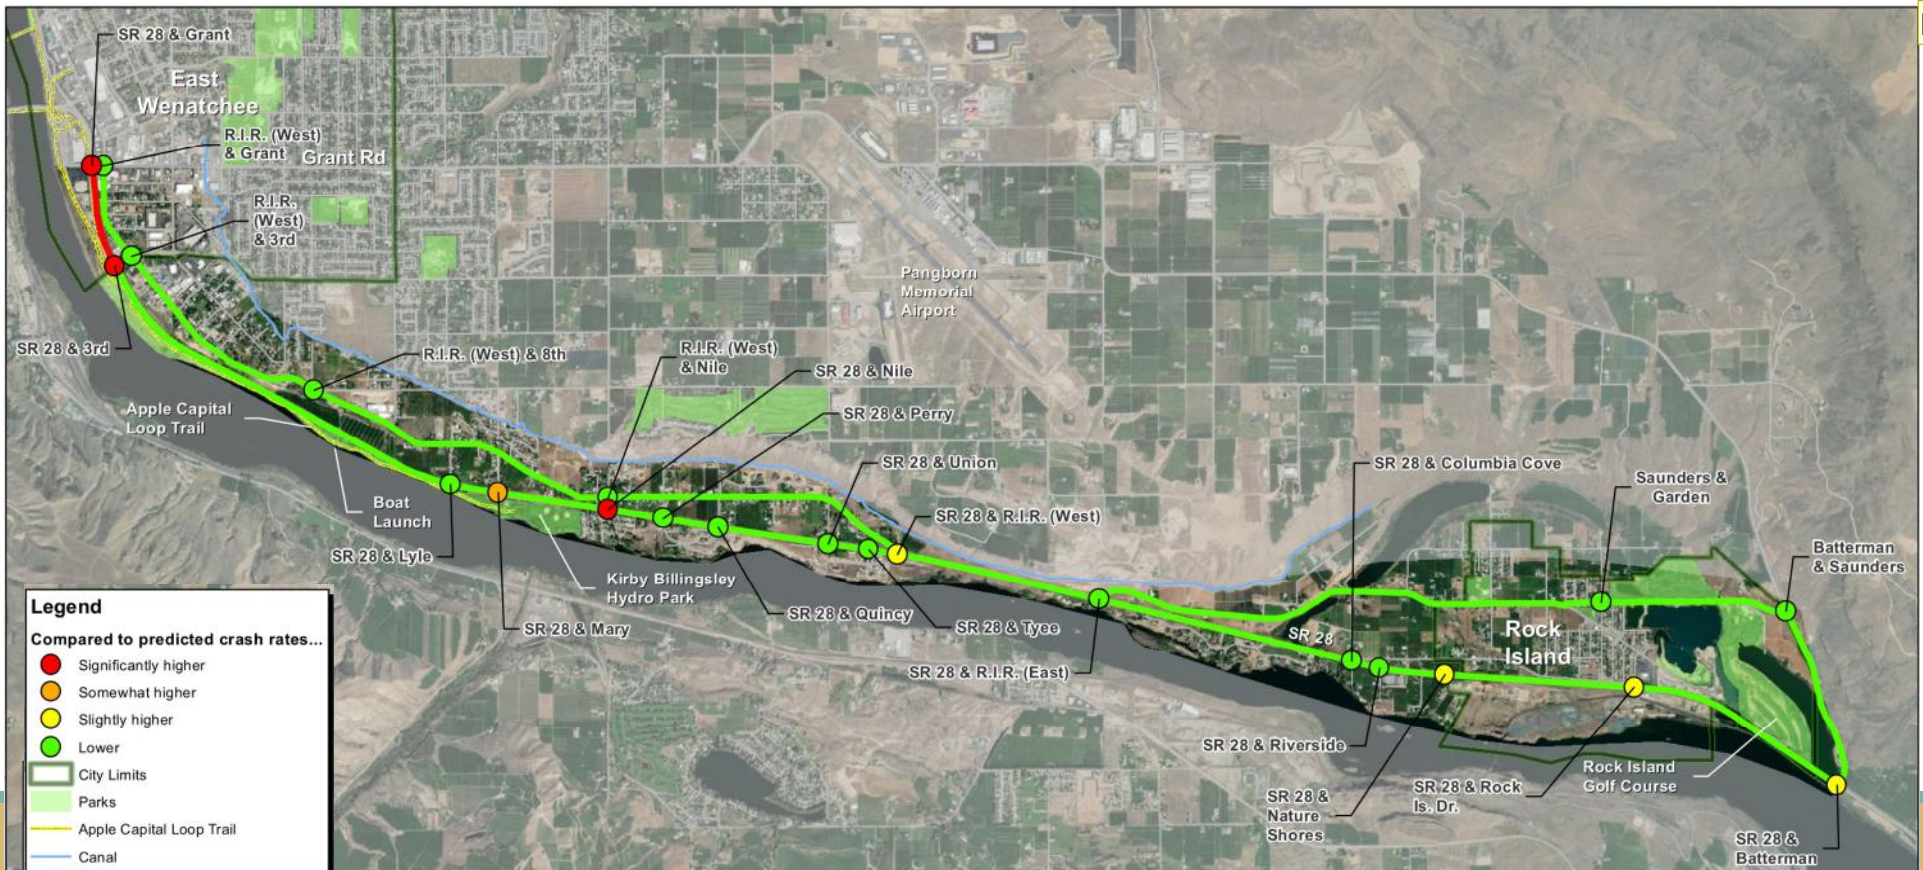 SR 28 & Grant
East
Wenatchee
R.I.R. (West)
& Grant
Grant Rd
R.I.R.
(West)
& 3rd
SR 28 & 3rd
R.I.R. (West) & 8th
R.I.R. (West)
& Nile
SR 28 & Nile
SR 28 & Perry
Pangborn
Memorial
Airport
Apple Capital
Loop Trail
Boat
Launch
SR 28 & Lyle
SR 28 & Union
SR 28 & R.I.R. (West)
SR 28 & Columbia Cove
Saunders &
Garden
Batterman
& Saunders
Kirby Billingsley
Hydro Park
SR 28 & Mary
SR 28 & Quincy
SR 28 & Tyee
SR 28 & R.I.R. (East)
SR 28
Rock
Island
SR 28 & Riverside
SR 28 &
Nature
Shores
SR 28 & Rock
Is. Dr.
Rock Island
Golf Course
SR 28 &
Batterman
Legend
Compared to predicted crash rates...
Significantly higher
Somewhat higher
Slightly higher
Lower
City Limits
Parks
Apple Capital Loop Trail
Canal